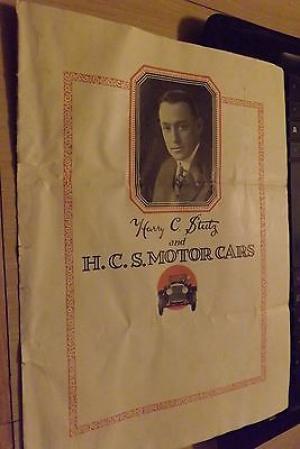 Harry C Stutz
and
H. C. S. MOTOR CARS